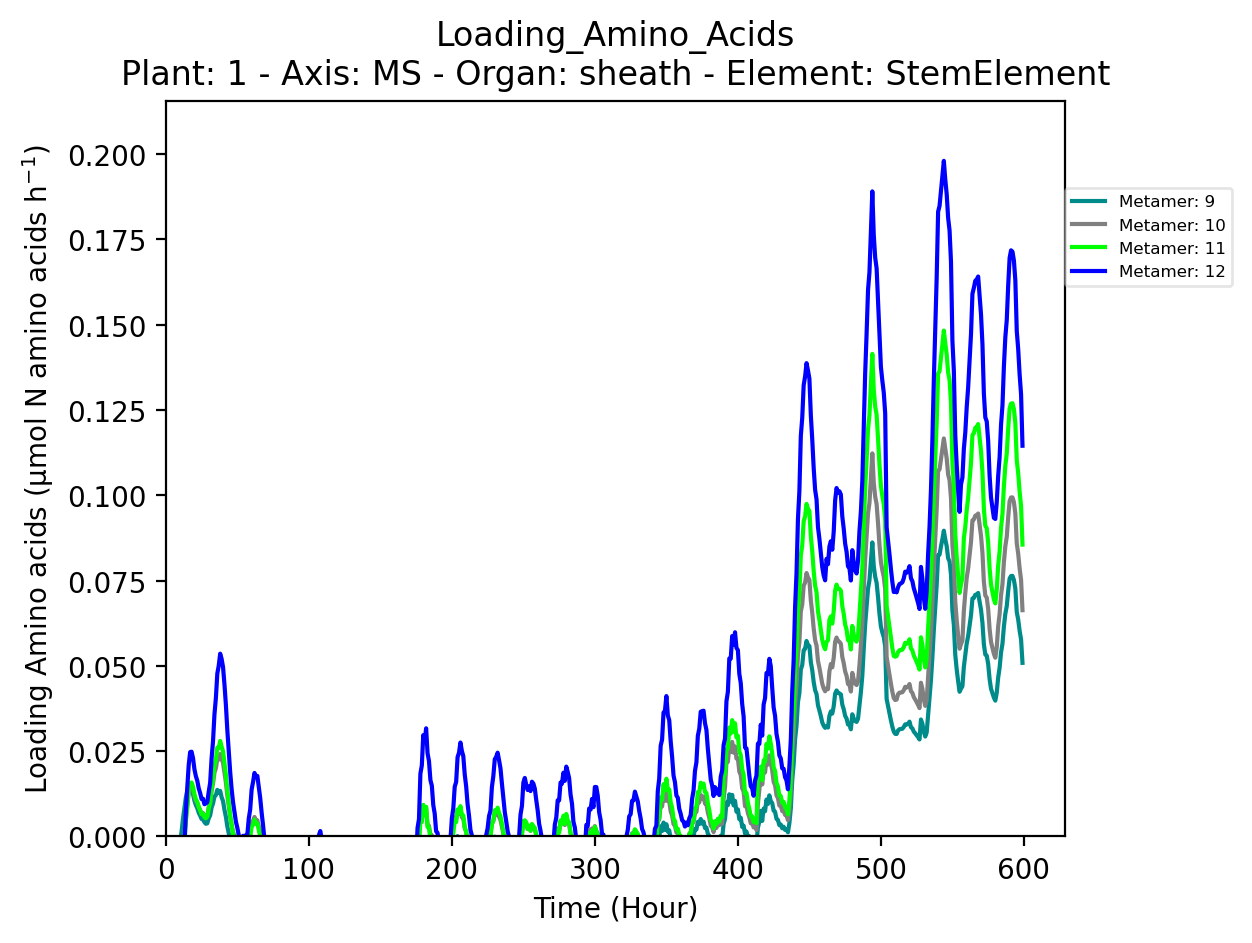 Loading_Amino_Acids
Plant: 1 - Axis: MS - Organ: sheath - Element: StemElement
Loading Amino acids (µmol N amino acids h⁻¹)
0.200
0.175
0.150
0.125
0.100
0.075
0.050
0.025
0.000
0 100 200 300 400 500 600
Time (Hour)
Metamer: 9
Metamer: 10
Metamer: 11
Metamer: 12